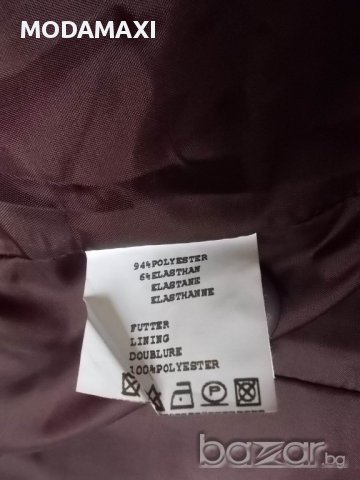 MODAMAXI
94%POLYESTER
6%ELASTHAN
ELASTANE
ELASTHANNE
FUTTER
LINING
DOUBLURE
100%POLYESTER
P
bazar.bg